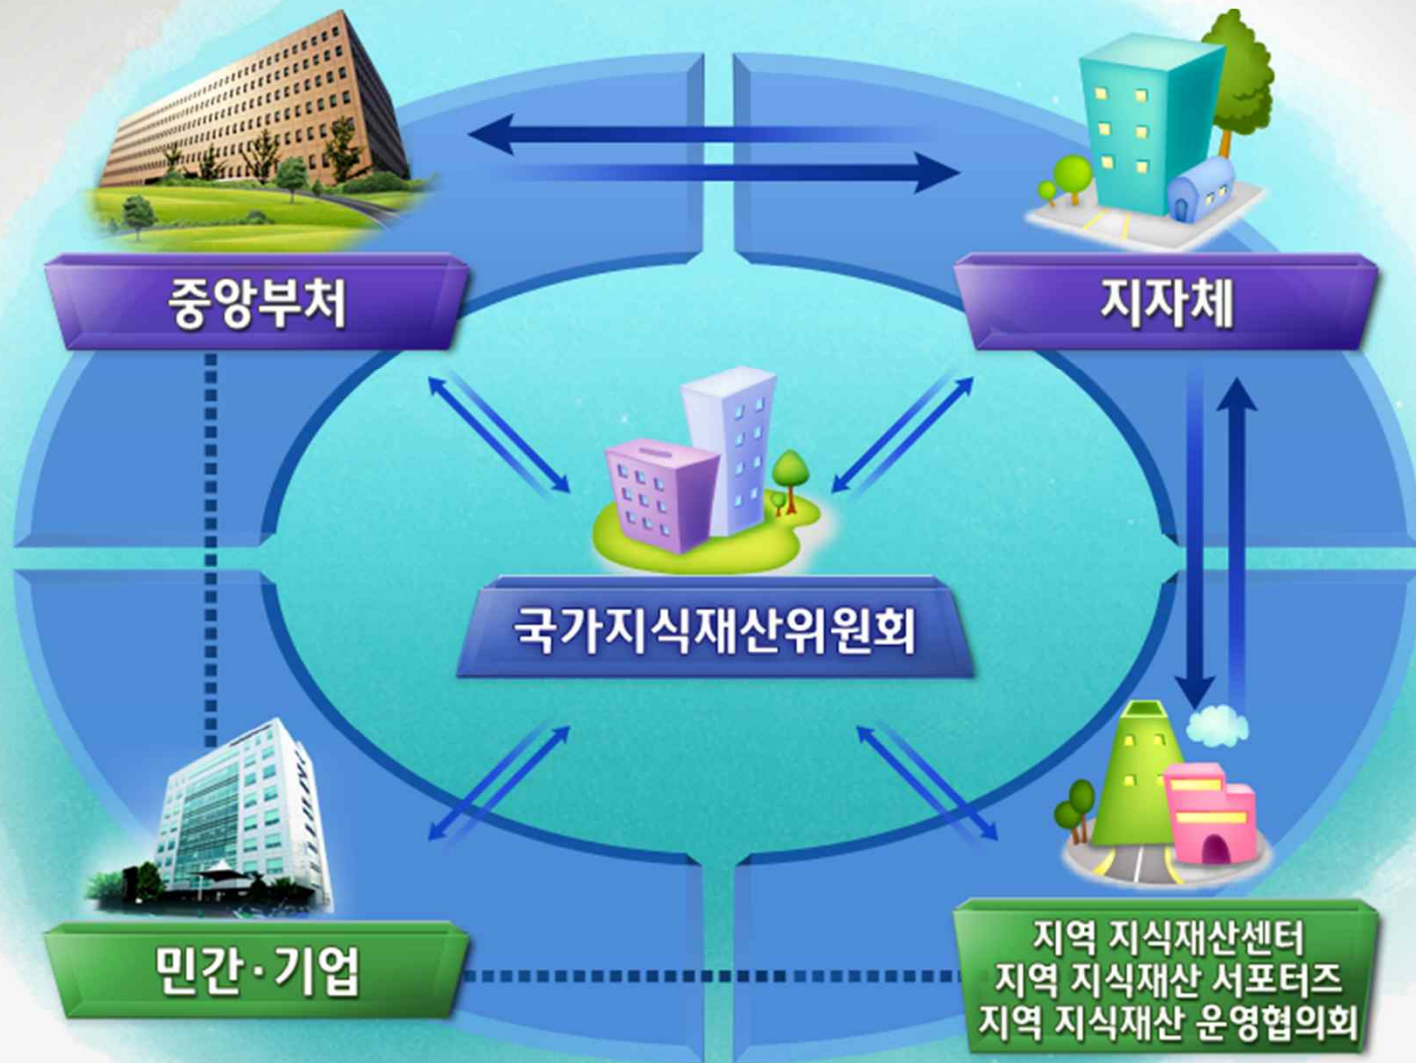 중앙부처
지자체
국가지식재산위원회
민간·기업
지역 지식재산센터
지역 지식재산 서포터즈
지역 지식재산 운영협의회